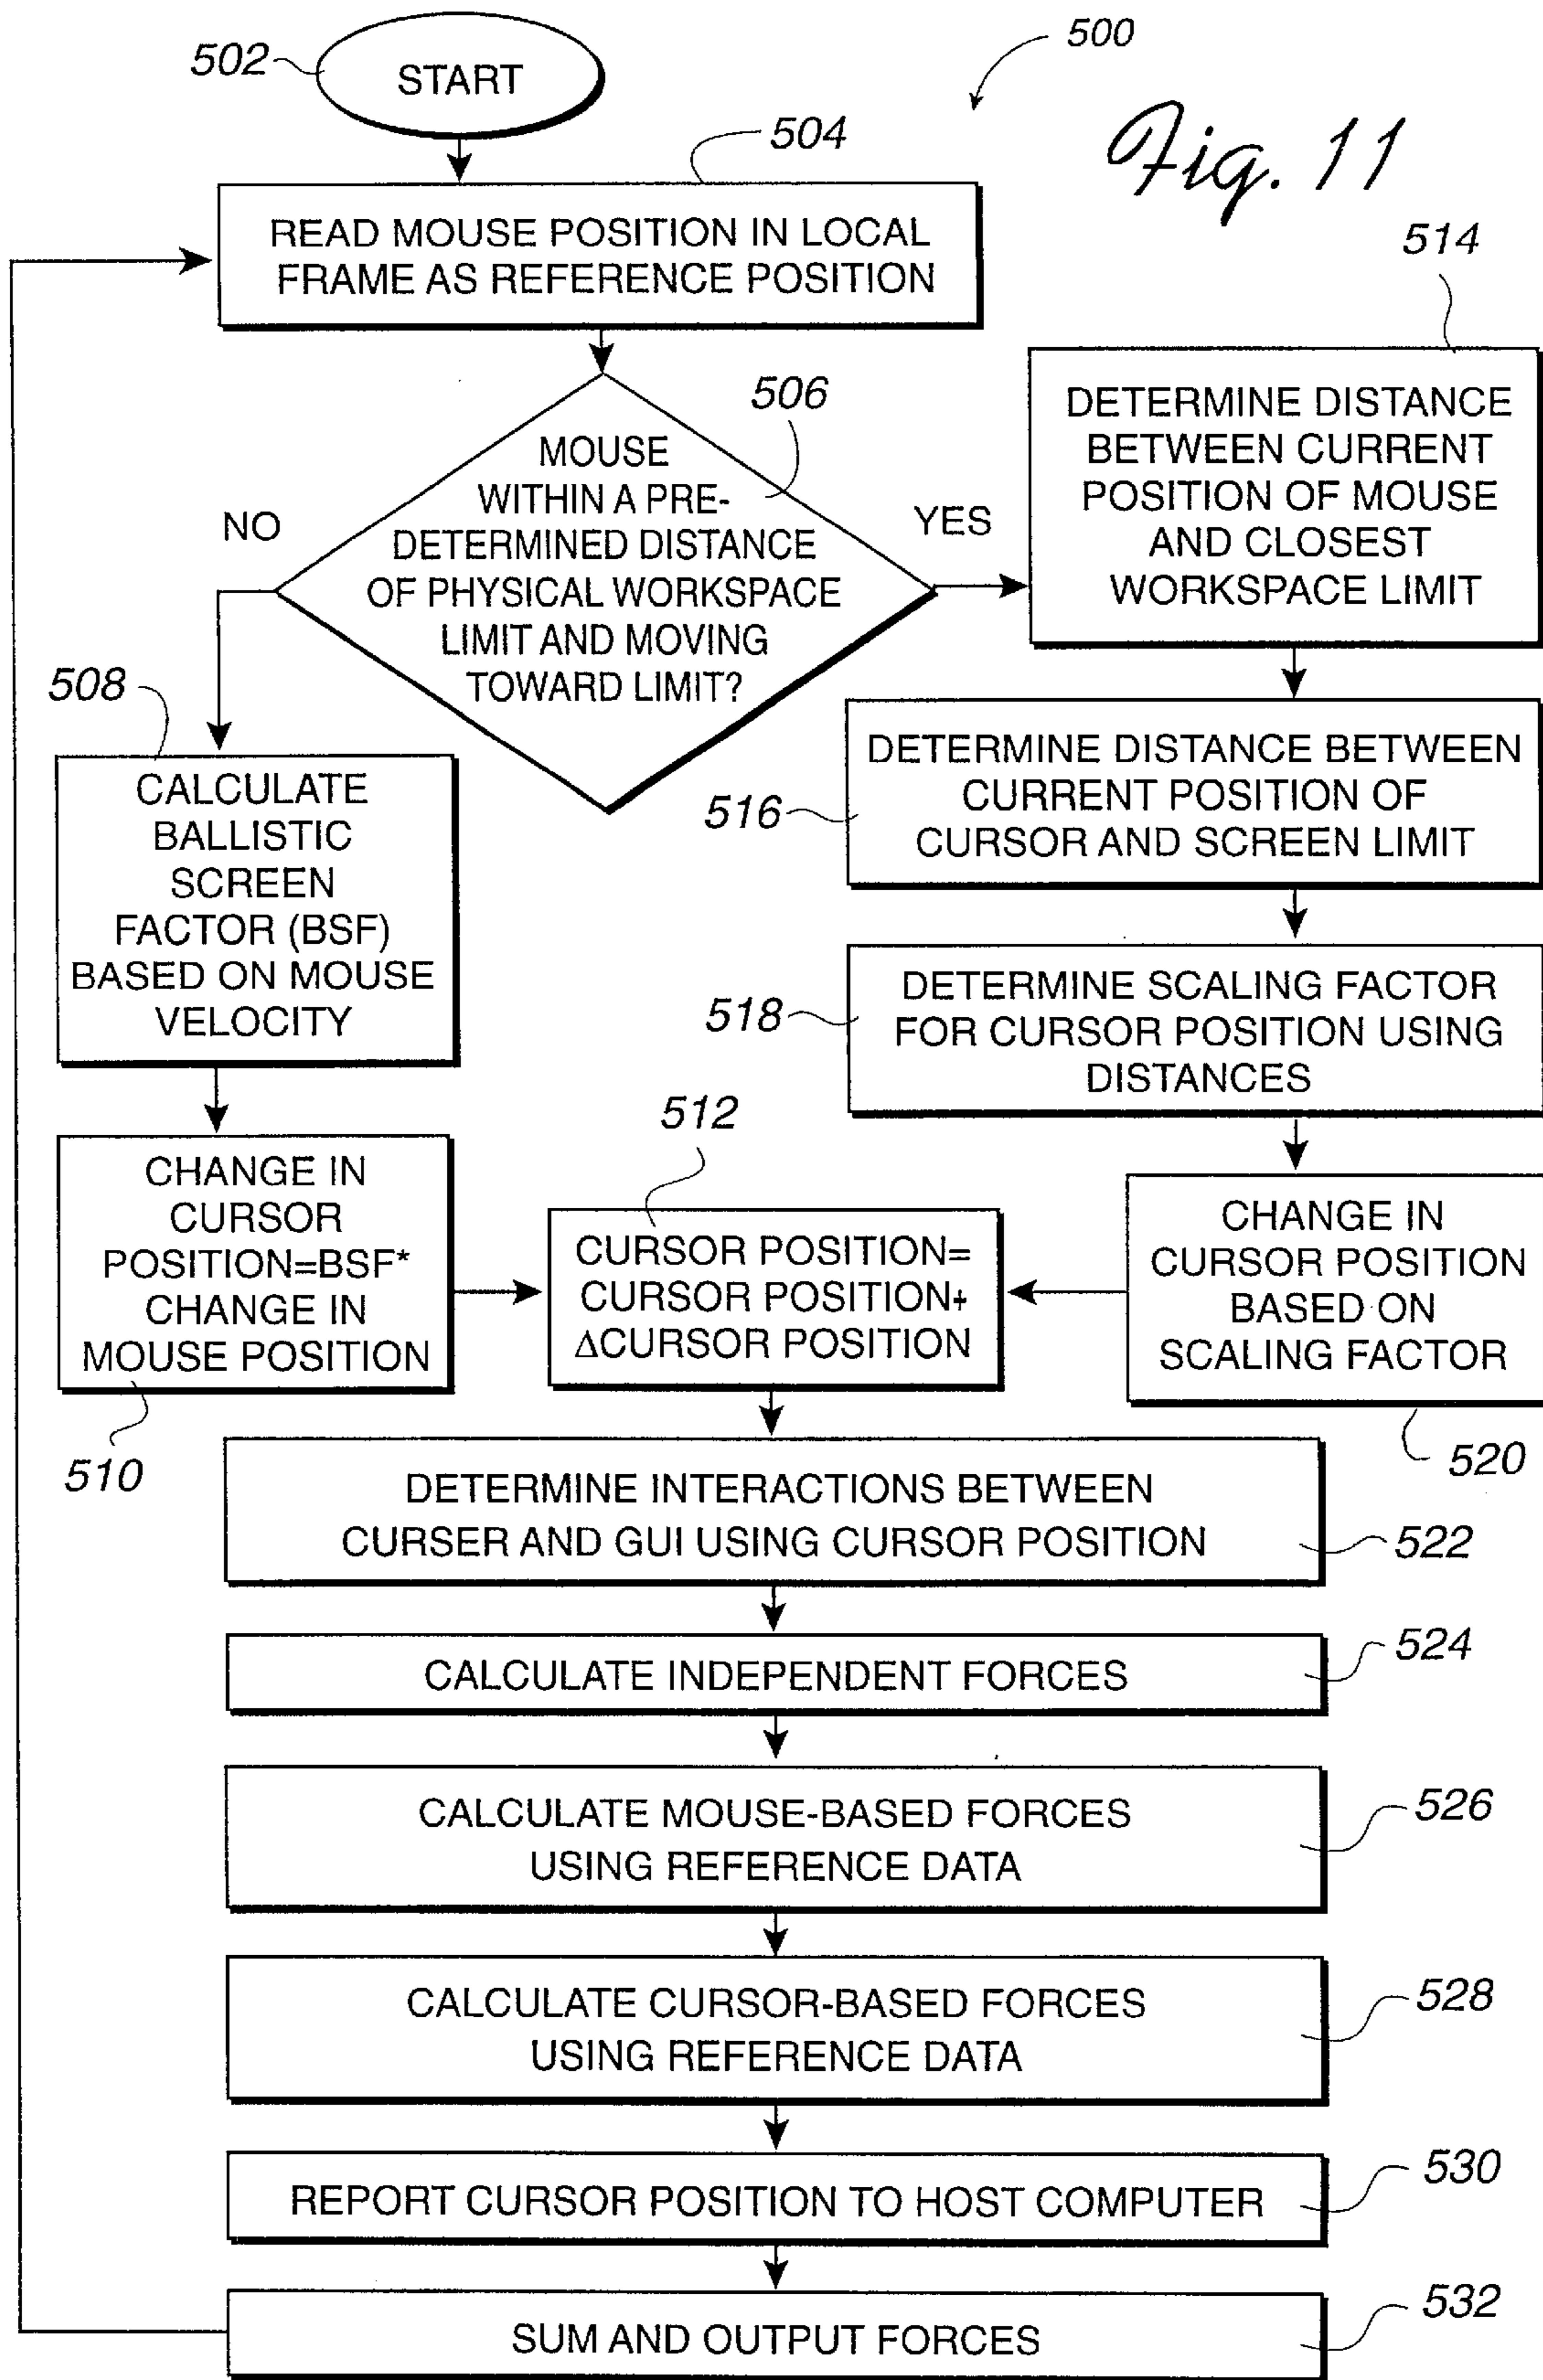 500
502
START
Fig. 11
504
READ MOUSE POSITION IN LOCAL
FRAME AS REFERENCE POSITION
506
MOUSE
WITHIN A PRE-
DETERMINED DISTANCE
OF PHYSICAL WORKSPACE
LIMIT AND MOVING
TOWARD LIMIT?
NO
YES
514
DETERMINE DISTANCE
BETWEEN CURRENT
POSITION OF MOUSE
AND CLOSEST
WORKSPACE LIMIT
508
CALCULATE
BALLISTIC
SCREEN
FACTOR (BSF)
BASED ON MOUSE
VELOCITY
516
DETERMINE DISTANCE BETWEEN
CURRENT POSITION OF
CURSOR AND SCREEN LIMIT
518
DETERMINE SCALING FACTOR
FOR CURSOR POSITION USING
DISTANCES
510
CHANGE IN
CURSOR
POSITION=BSF*
CHANGE IN
MOUSE POSITION
512
CURSOR POSITION=
CURSOR POSITION+
ΔCURSOR POSITION
CHANGE IN
CURSOR POSITION
BASED ON
SCALING FACTOR
520
DETERMINE INTERACTIONS BETWEEN
CURSER AND GUI USING CURSOR POSITION
522
CALCULATE INDEPENDENT FORCES
524
CALCULATE MOUSE-BASED FORCES
USING REFERENCE DATA
526
CALCULATE CURSOR-BASED FORCES
USING REFERENCE DATA
528
REPORT CURSOR POSITION TO HOST COMPUTER
530
SUM AND OUTPUT FORCES
532